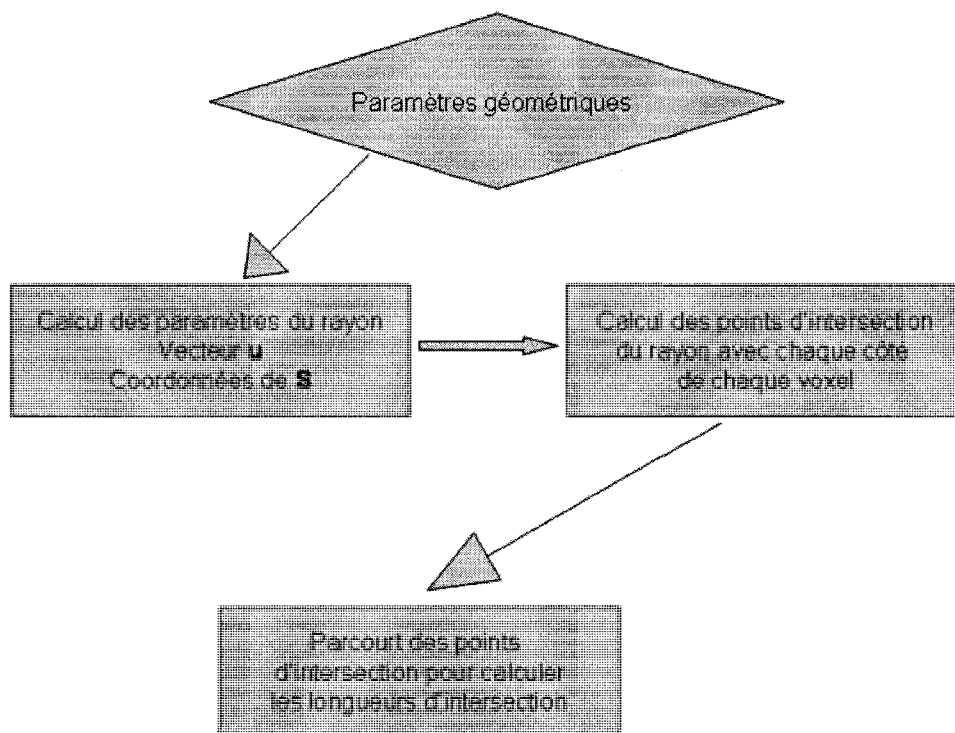 Paramètres géométriques
Calcul des paramètres du rayon
Vecteur u
Coordonnées de S
Calcul des points d'intersection
du rayon avec chaque côté
de chaque voxel
Parcourt des points
d'intersection pour calculer
les longueurs d'intersection